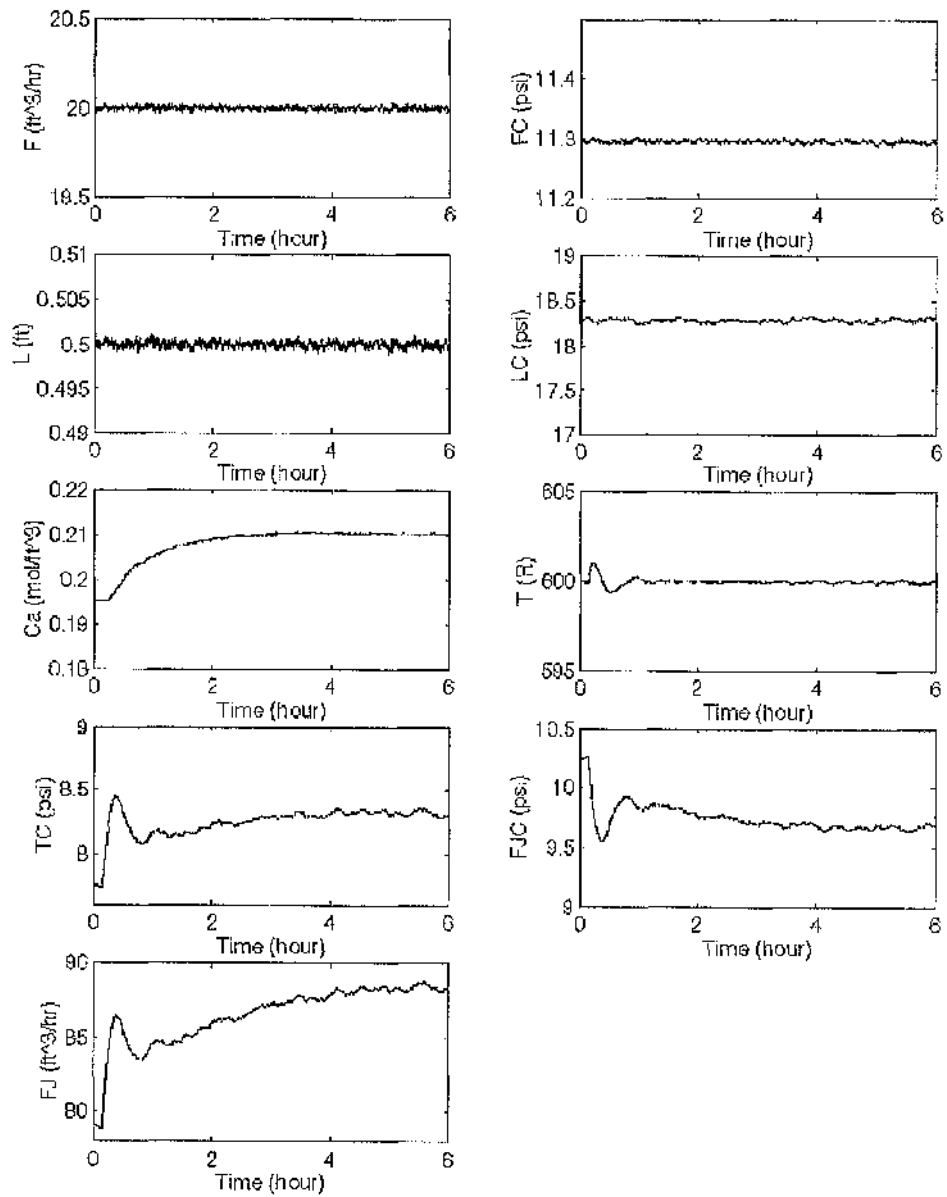 20.5
20
19.5
F (ft^3/hr)
0 2 4 6
Time (hour)
11.4
11.3
11.2
FC (psi)
0 2 4 6
Time (hour)
0.51
0.505
0.5
0.495
0.49
L (ft)
0 2 4 6
Time (hour)
19
18.5
18
17.5
17
LC (psi)
0 2 4 6
Time (hour)
0.22
0.21
0.2
0.19
0.18
Ca (mol/ft^3)
0 2 4 6
Time (hour)
605
600
595
T (R)
0 2 4 6
Time (hour)
9
8.5
8
TC (psi)
0 2 4 6
Time (hour)
10.5
10
9.5
9
FJC (psi)
0 2 4 6
Time (hour)
90
85
80
FJ (ft^3/hr)
0 2 4 6
Time (hour)